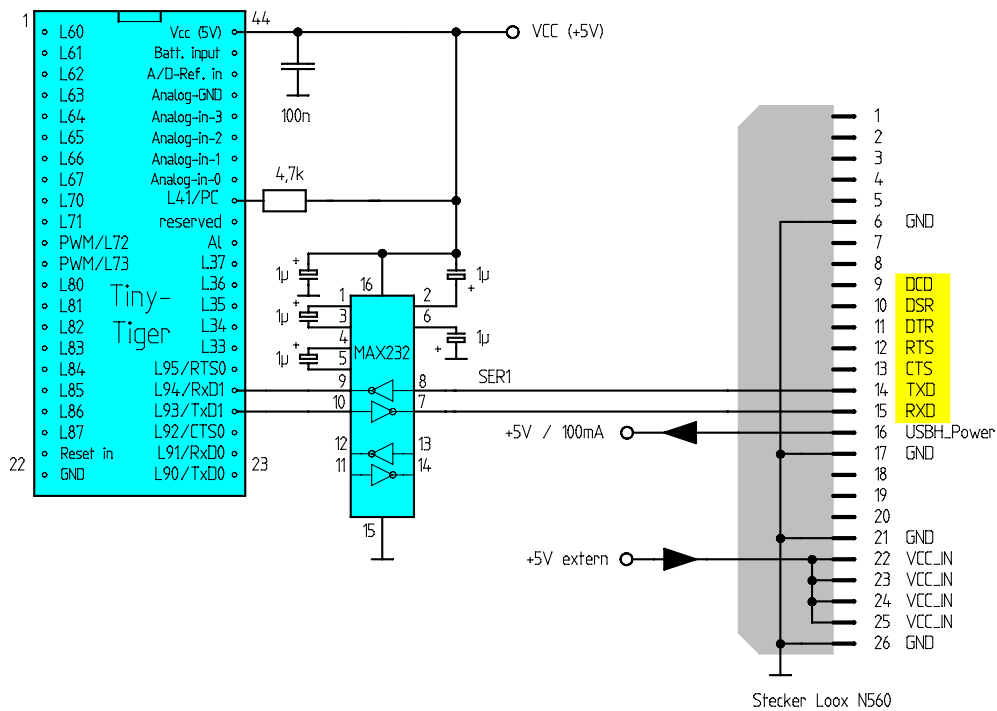 1 44
L60 Vcc (5V) VCC (+5V)
L61 Batt. input
L62 A/D-Ref. in
L63 Analog-GND
100n
L64 Analog-in-3 1
L65 Analog-in-2 2
L66 Analog-in-1 3
L67 Analog-in-0 4,7k 4
L70 L41/PC 5
L71 reserved 6 GND
PWM/L72 AL 7
PWM/L73 L37 8
1µ + 16 1µ +
L80 L36 9 DCD
Tiny-
L81 L35 1 2 10 DSR
1µ + 3 6
L82 L34 11 DTR
Tiger
1µ +
L83 L33 4 MAX232 12 RTS
1µ + 5
L84 L95/RTS0 13 CTS
SER1
L85 L94/RxD1 9 8 14 TXD
L86 L93/TxD1 10 7 15 RXD
L87 L92/CTS0 +5V / 100mA 16 USBH_Power
12 13
Reset in L91/RxD0 17 GND
22 23
11 14
GND L90/TxD0 18
19
20
15
21 GND
+5V extern 22 VCC_IN
23 VCC_IN
24 VCC_IN
25 VCC_IN
26 GND
Stecker Loox N560